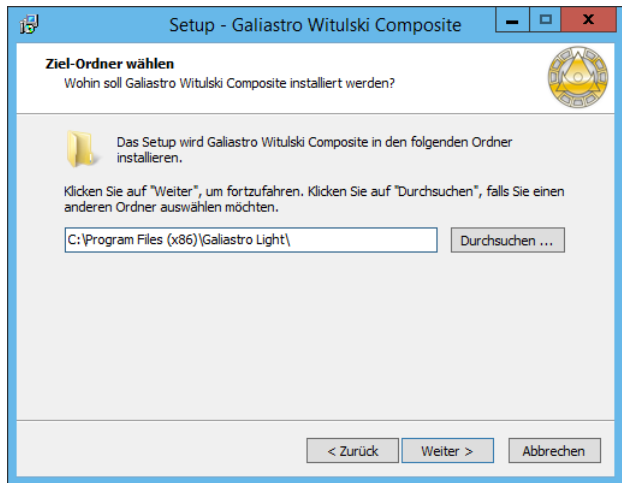 Setup - Galiastro Witulski Composite
Ziel-Ordner wählen
Wohin soll Galiastro Witulski Composite installiert werden?
Das Setup wird Galiastro Witulski Composite in den folgenden Ordner
installieren.
Klicken Sie auf "Weiter", um fortzufahren. Klicken Sie auf "Durchsuchen", falls Sie einen
anderen Ordner auswählen möchten.
C:\Program Files (x86)\Galiastro Light\
Durchsuchen ...
< Zurück
Weiter >
Abbrechen